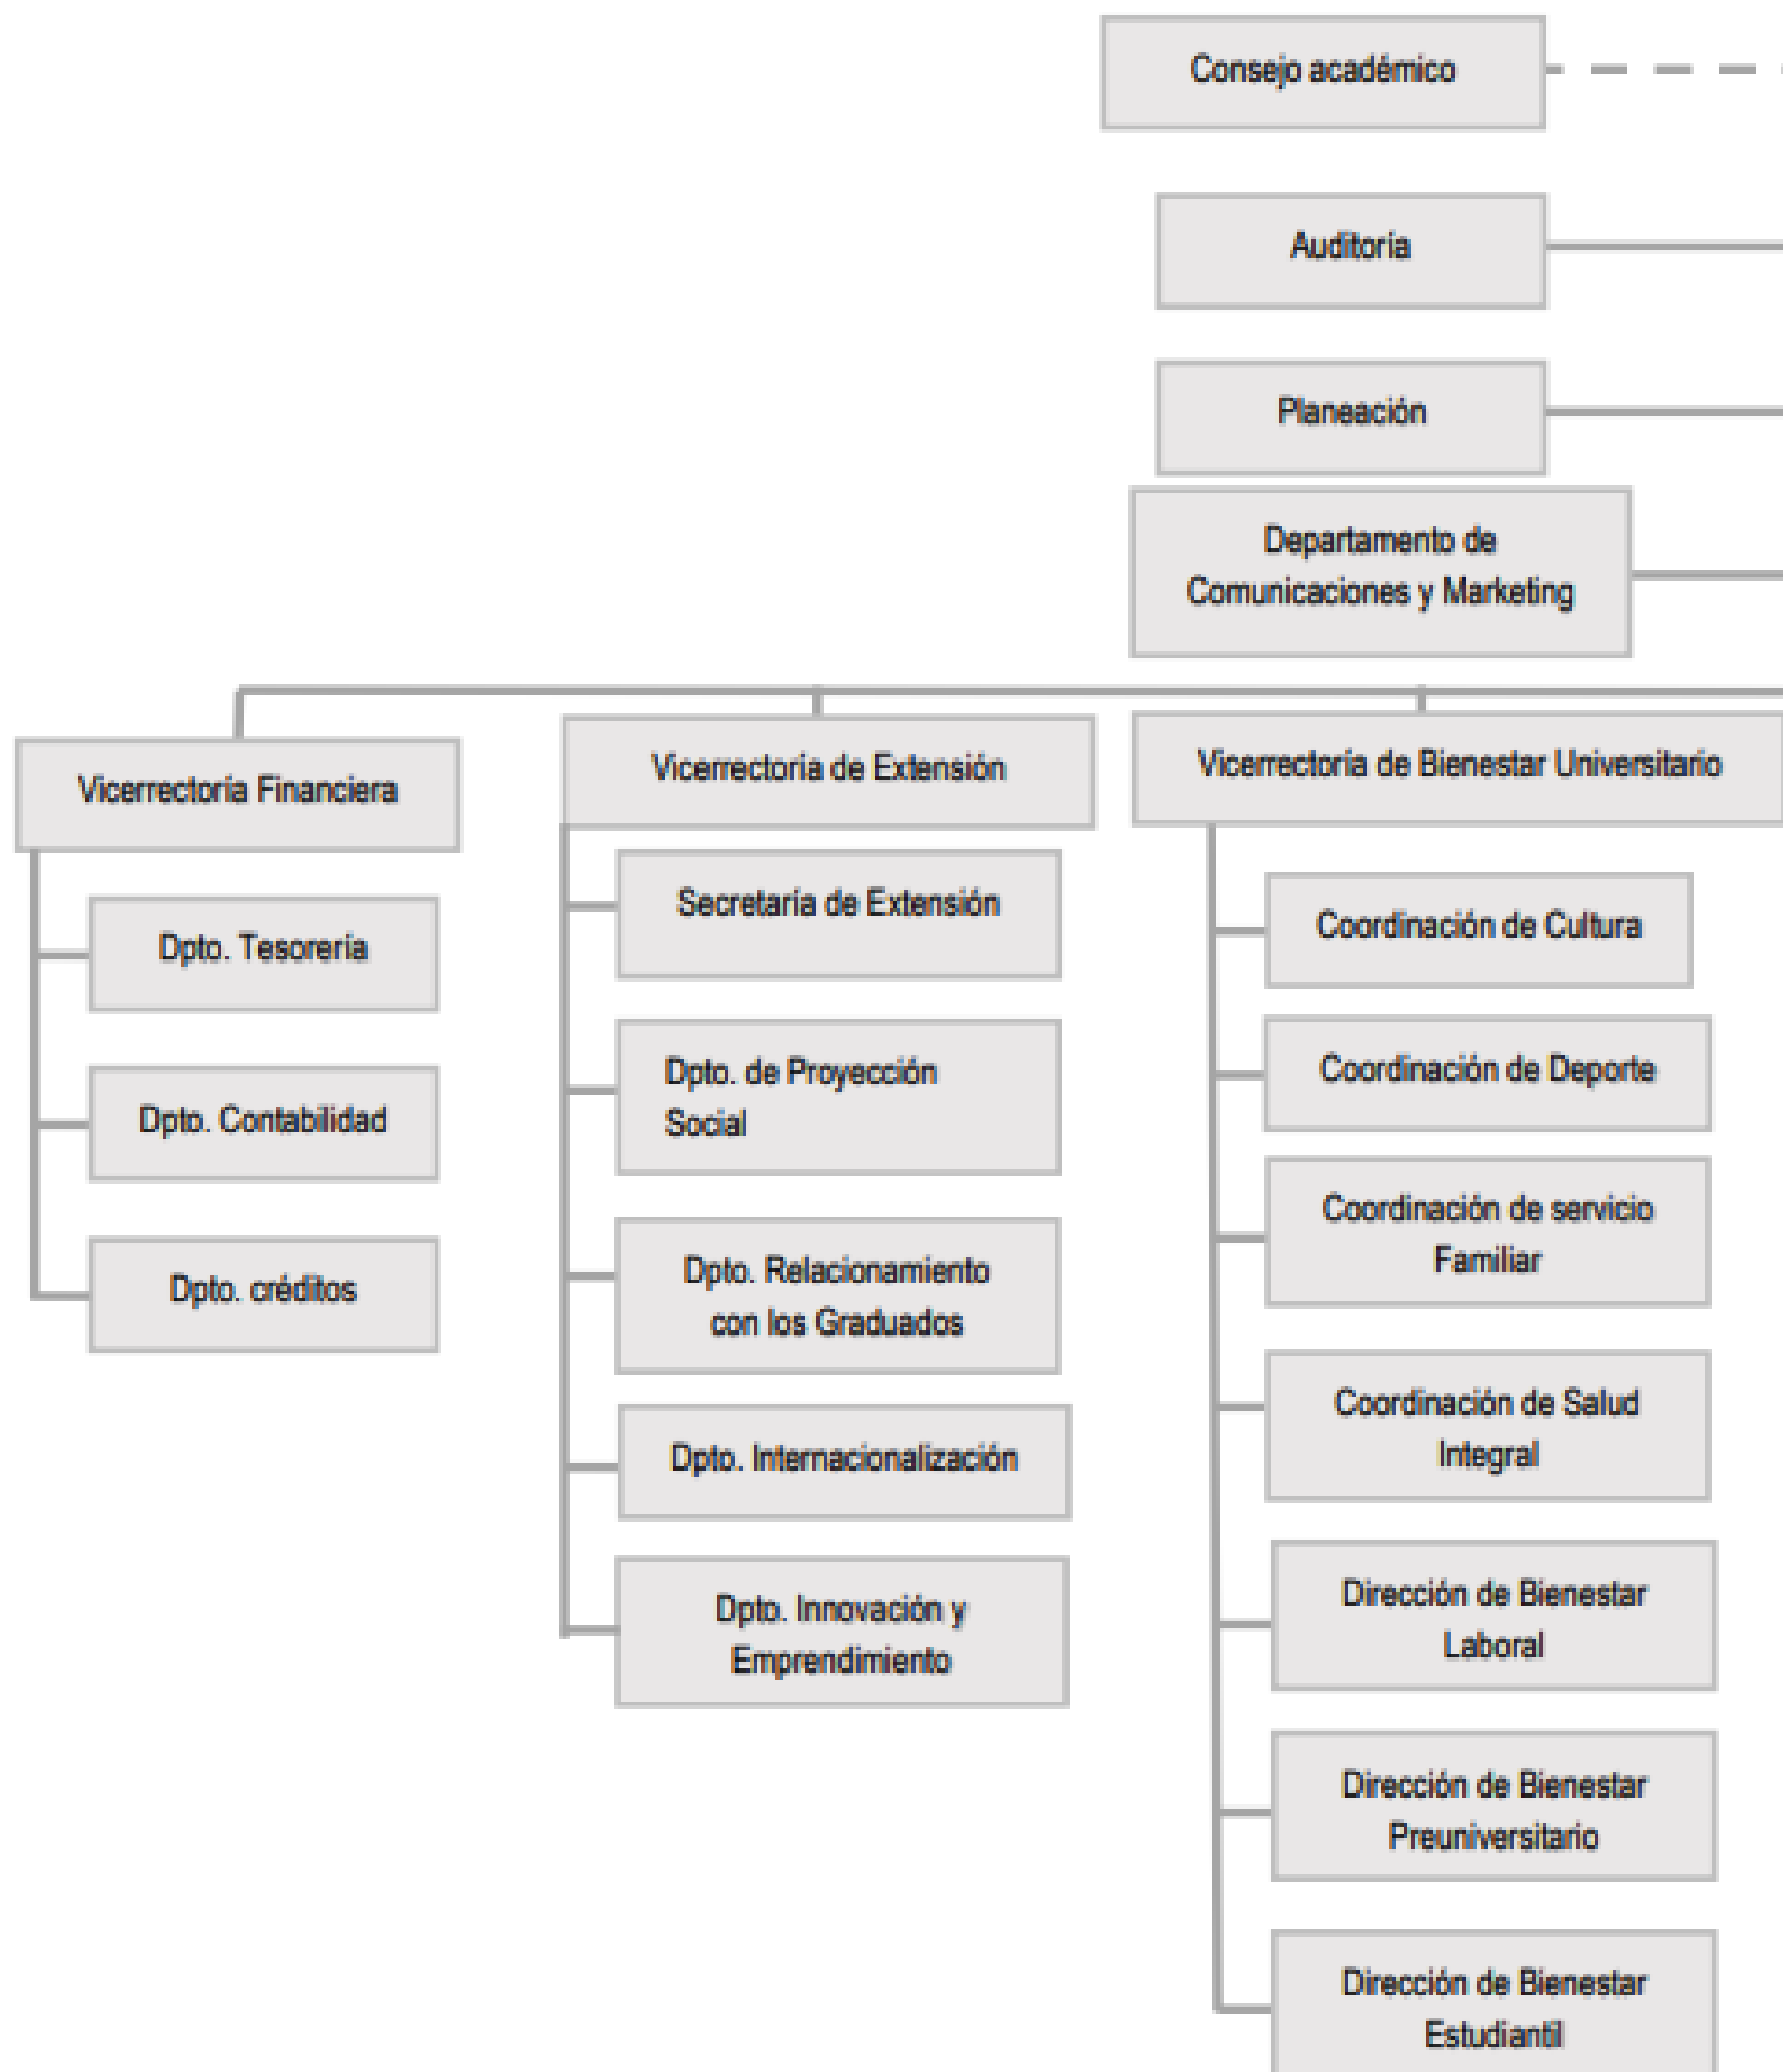 Consejo académico
Auditoría
Planeación
Departamento de
Comunicaciones y Marketing
Vicerrectoría Financiera
Dpto. Tesorería
Dpto. Contabilidad
Dpto. créditos
Vicerrectoría de Extensión
Secretaría de Extensión
Dpto. de Proyección
Social
Dpto. Relacionamiento
con los Graduados
Dpto. Internacionalización
Dpto. Innovación y
Emprendimiento
Vicerrectoría de Bienestar Universitario
Coordinación de Cultura
Coordinación de Deporte
Coordinación de servicio
Familiar
Coordinación de Salud
Integral
Dirección de Bienestar
Laboral
Dirección de Bienestar
Preuniversitario
Dirección de Bienestar
Estudiantil